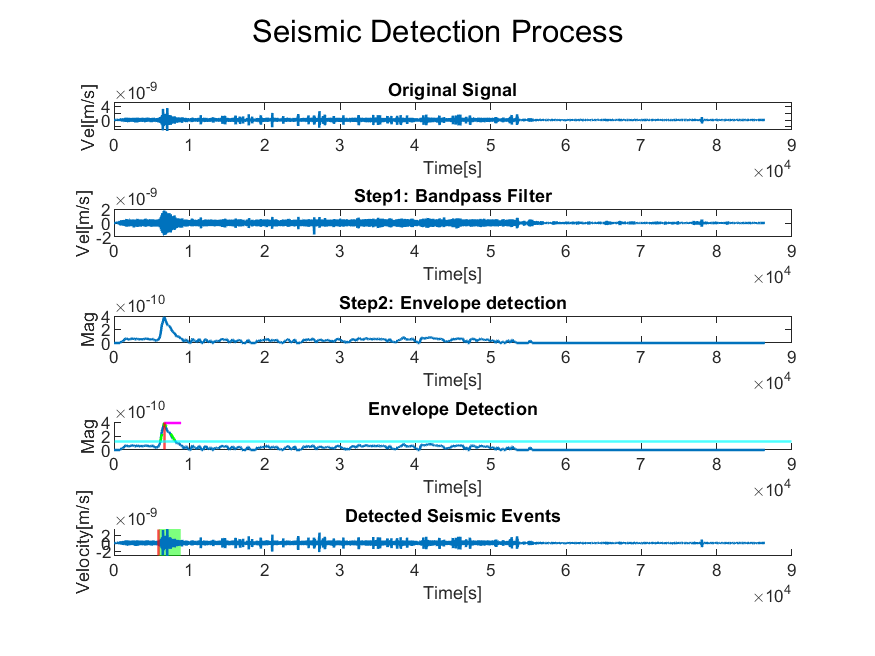 Seismic Detection Process
×10^-9
Original Signal
Vel[m/s]
4
0
0 1 2 3 4 5 6 7 8 9
Time[s]
×10^4
×10^-9
Step1: Bandpass Filter
Vel[m/s]
2
0
-2
0 1 2 3 4 5 6 7 8 9
Time[s]
×10^4
×10^-10
Step2: Envelope detection
Mag
4
2
0
0 1 2 3 4 5 6 7 8 9
Time[s]
×10^4
×10^-10
Envelope Detection
Mag
4
2
0
0 1 2 3 4 5 6 7 8 9
Time[s]
×10^4
×10^-9
Detected Seismic Events
Velocity[m/s]
2
0
-2
0 1 2 3 4 5 6 7 8 9
Time[s]
×10^4